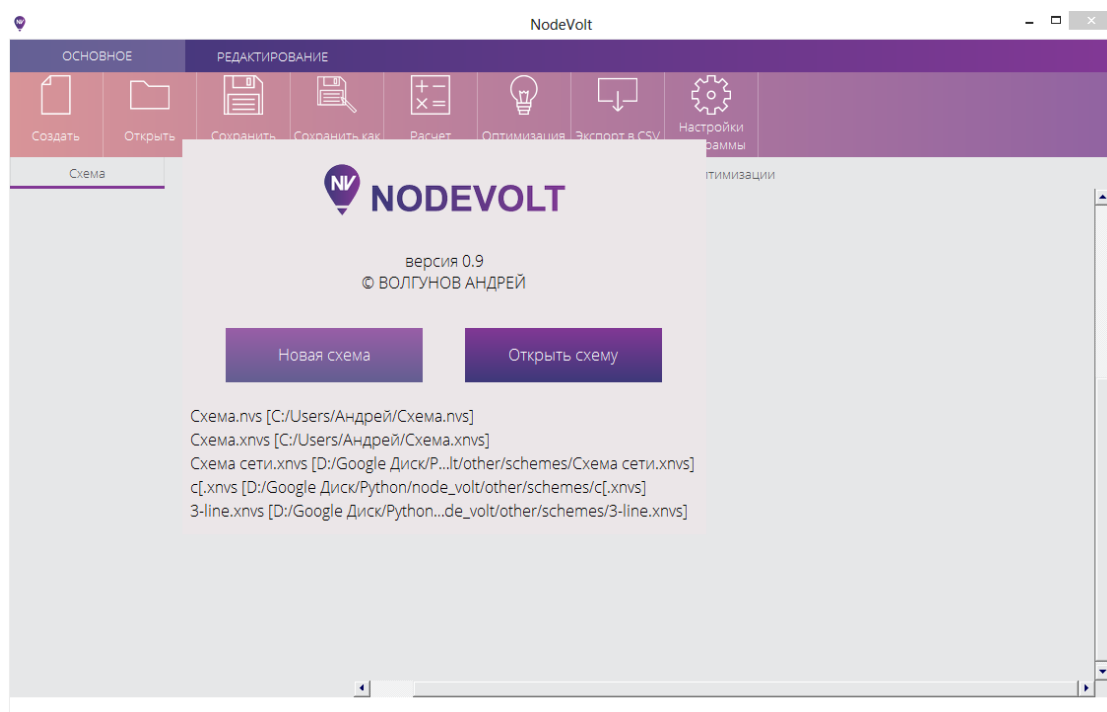 NV
NodeVolt
ОСНОВНОЕ
РЕДАКТИРОВАНИЕ
Создать
Открыть
Сохранить
Сохранить как
Расчет
Оптимизация
Экспорт в CSV
Настройки
Схема
NV NODEVOLT
версия 0.9
© ВОЛГУНОВ АНДРЕЙ
Новая схема
Открыть схему
Схема.nvs [C:/Users/Андрей/Схема.nvs]
Схема.xnvs [C:/Users/Андрей/Схема.xnvs]
Схема сети.xnvs [D:/Google Диск/P...lt/other/schemes/Схема сети.xnvs]
c[.xnvs [D:/Google Диск/Python/node_volt/other/schemes/c[.xnvs]
3-line.xnvs [D:/Google Диск/Python...de_volt/other/schemes/3-line.xnvs]